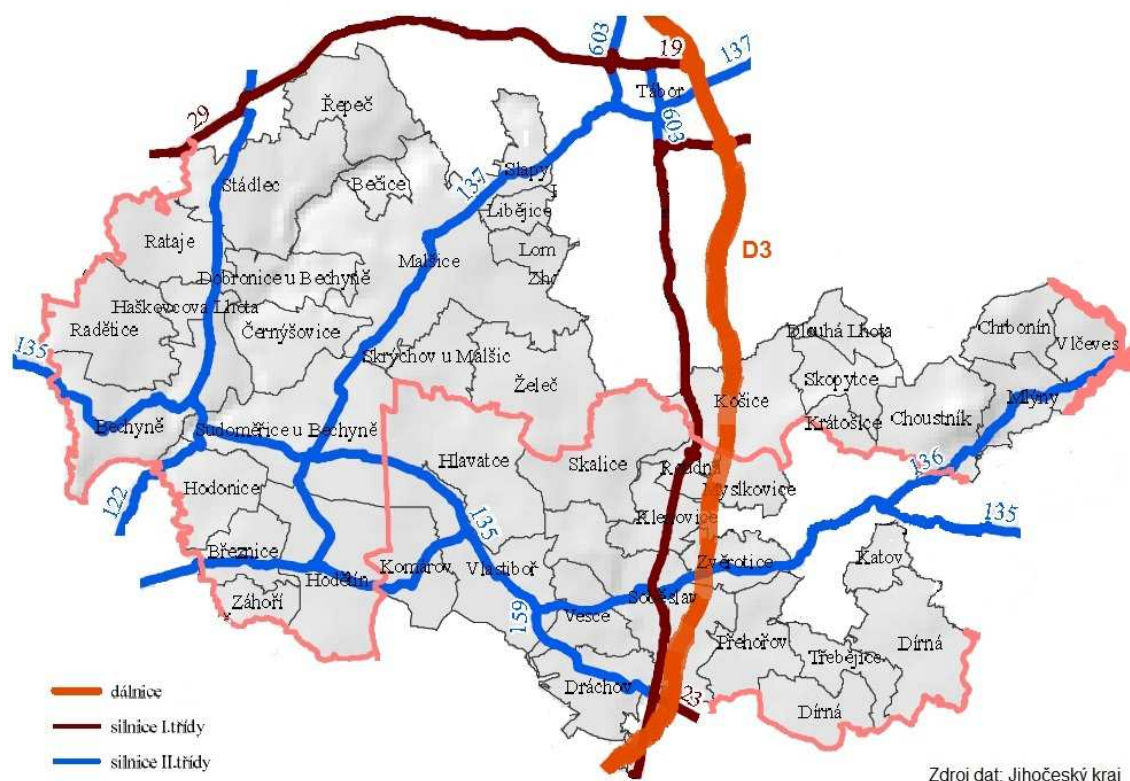 603
19
137
Tábor
Řepeč
29
603
Slapy
Stádlec
Bečice
137
Libějice
Rataje
Lom
D3
Malšice
Zho
Dobronice u Bechyně
Haškovcova Lhota
Chrbonín
Radětice
Černýšovice
Dlouhá Lhota
Vlčeves
135
Skrýchov u Malšic
Želeč
Skopytce
Mlýny
Košice
Choustník
Krátošice
Bechyně
Sudoměřice u Bechyně
Hlavatce
Skalice
136
Roudná
Myslkovice
Hodonice
122
135
Klenovice
135
Březnice
Hodětín
Komárov
Vlastiboř
Zvěrotice
Katov
Záhoří
159
Vesce
Soběslav
Přehořov
Třebějice
Dírná
Dráchov
23
Dírná
dálnice
silnice I.třídy
silnice II.třídy
Zdroj dat: Jihočeský kraj